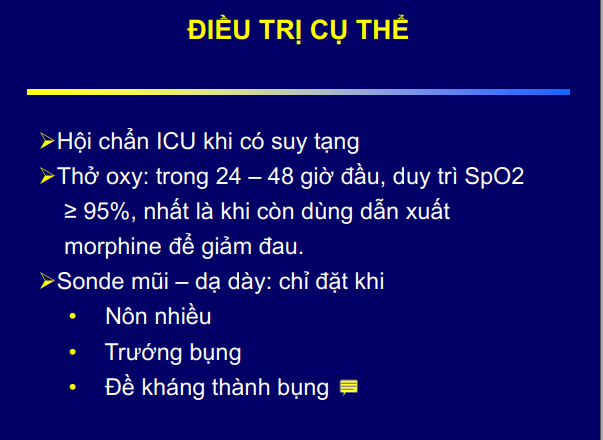 ĐIỀU TRỊ CỤ THỂ
➢Hội chẩn ICU khi có suy tạng
➢Thở oxy: trong 24 – 48 giờ đầu, duy trì SpO2
≥ 95%, nhất là khi còn dùng dẫn xuất
morphine để giảm đau.
➢Sonde mũi – dạ dày: chỉ đặt khi
• Nôn nhiều
• Trướng bụng
• Đề kháng thành bụng